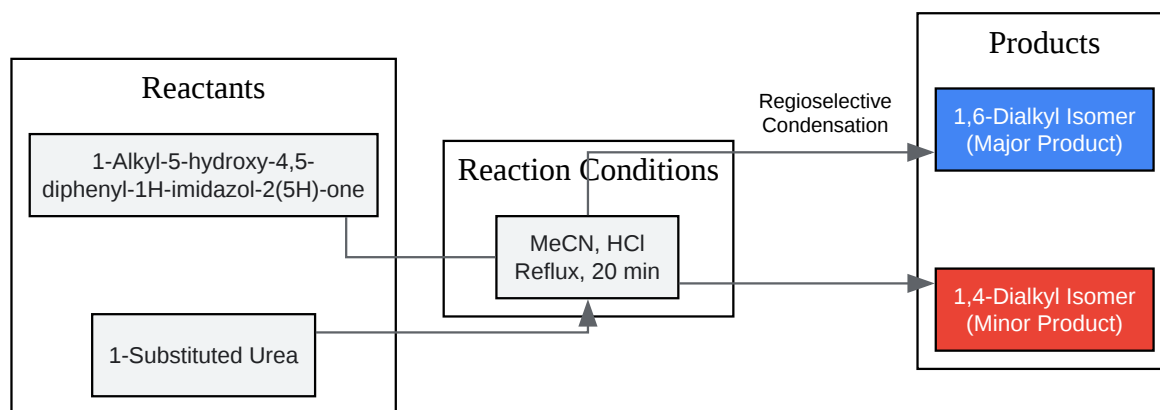 Reactants
1-Alkyl-5-hydroxy-4,5-
diphenyl-1H-imidazol-2(5H)-one
1-Substituted Urea
Reaction Conditions
MeCN, HCl
Reflux, 20 min
Regioselective
Condensation
Products
1,6-Dialkyl Isomer
(Major Product)
1,4-Dialkyl Isomer
(Minor Product)